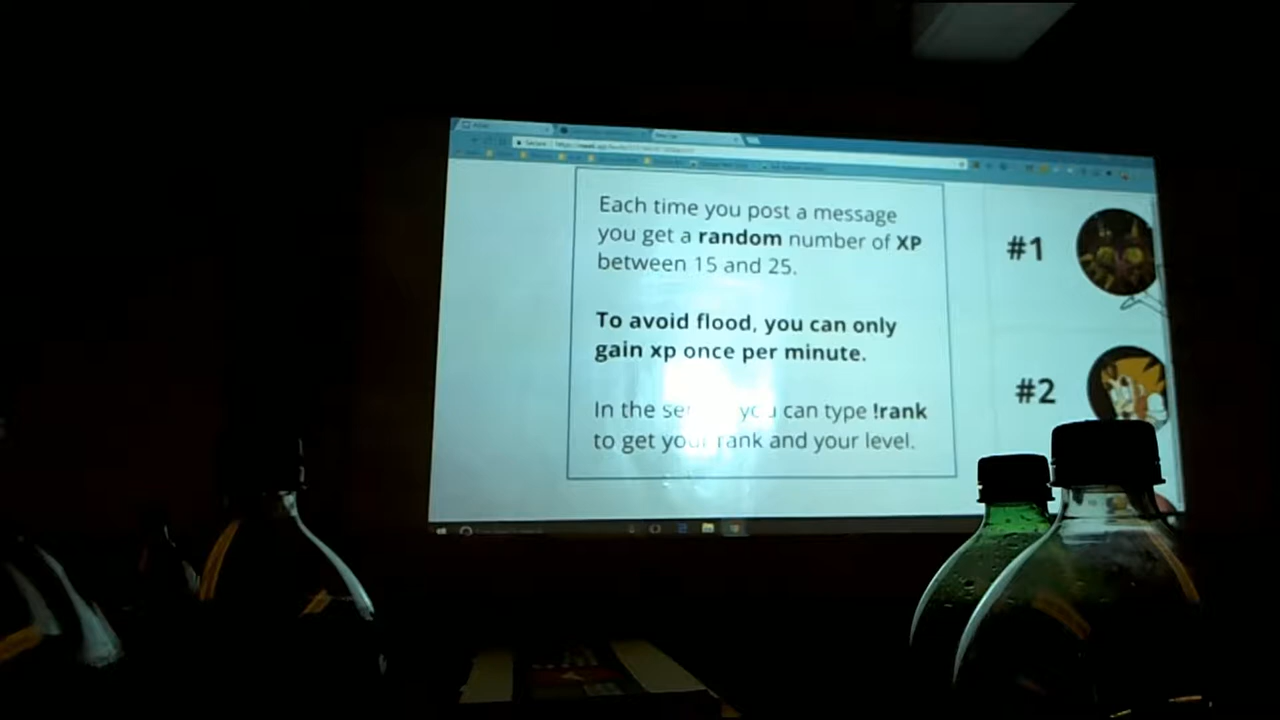 Each time you post a message
you get a random number of XP
between 15 and 25.
To avoid flood, you can only
gain xp once per minute.
In the you can type !rank
to get your rank and your level.
#1
#2